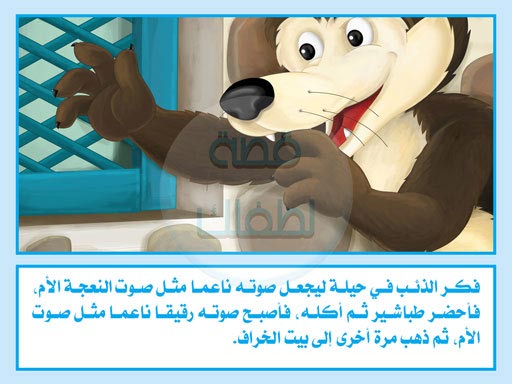 قصة
لطفلك
فكر الذئب في حيلة ليجعل صوته ناعما مثل صوت النعجة الأم،
فأحضر طباشير ثم أكله، فأصبح صوته رقيقا ناعما مثل صوت
الأم، ثم ذهب مرة أخرى إلى بيت الخراف.